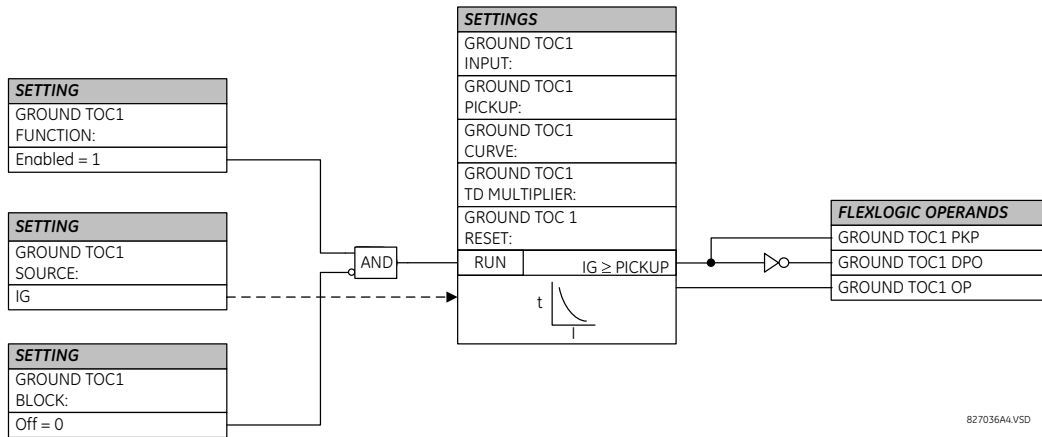 SETTING
GROUND TOC1
FUNCTION:
Enabled = 1
SETTING
GROUND TOC1
SOURCE:
IG
SETTING
GROUND TOC1
BLOCK:
Off = 0
AND
SETTINGS
GROUND TOC1
INPUT:
GROUND TOC1
PICKUP:
GROUND TOC1
CURVE:
GROUND TOC1
TD MULTIPLIER:
GROUND TOC 1
RESET:
RUN
IG ≥ PICKUP
t
I
FLEXLOGIC OPERANDS
GROUND TOC1 PKP
GROUND TOC1 DPO
GROUND TOC1 OP
827036A4.VSD